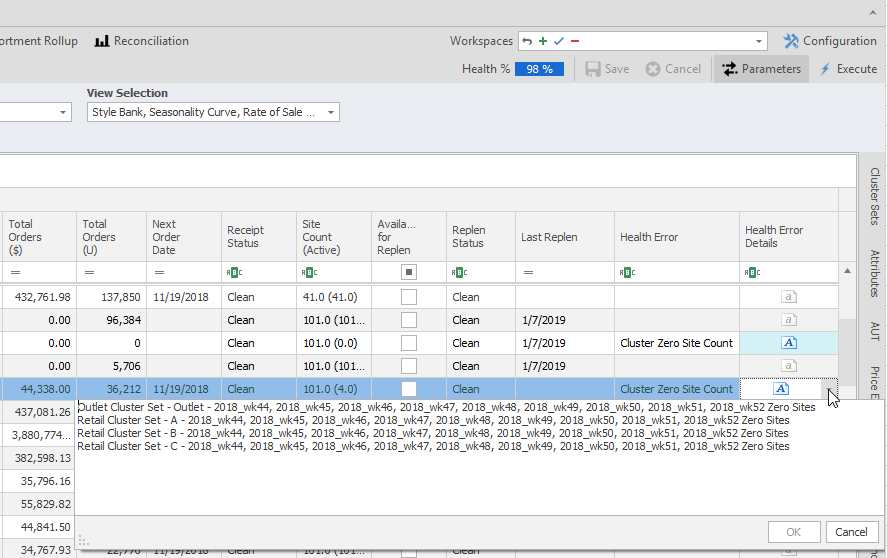 ortment Rollup Reconciliation Workspaces Configuration
Health % 98 % Save Cancel Parameters Execute
View Selection
Style Bank, Seasonality Curve, Rate of Sale ...
Total Orders ($) Total Orders (U) Next Order Date Receipt Status Site Count (Active) Availa... for Replen Replen Status Last Replen Health Error Health Error Details
= = = ABC ABC ABC = ABC ABC
432,761.98 137,850 11/19/2018 Clean 41.0 (41.0) Clean a
0.00 96,384 Clean 101.0 (101... Clean 1/7/2019 a
0.00 0 Clean 101.0 (0.0) Clean 1/7/2019 Cluster Zero Site Count A
0.00 5,706 Clean 101.0 (101... Clean 1/7/2019 a
44,338.00 36,212 11/19/2018 Clean 101.0 (4.0) Clean Cluster Zero Site Count A
437,081.26
3,880,774...
382,598.13
35,796.16
55,829.82
44,841.50
34,767.93 22,776 11/19/2018 Clean 101.0 (101... Clean
Outlet Cluster Set - Outlet - 2018_wk44, 2018_wk45, 2018_wk46, 2018_wk47, 2018_wk48, 2018_wk49, 2018_wk50, 2018_wk51, 2018_wk52 Zero Sites
Retail Cluster Set - A - 2018_wk44, 2018_wk45, 2018_wk46, 2018_wk47, 2018_wk48, 2018_wk49, 2018_wk50, 2018_wk51, 2018_wk52 Zero Sites
Retail Cluster Set - B - 2018_wk44, 2018_wk45, 2018_wk46, 2018_wk47, 2018_wk48, 2018_wk49, 2018_wk50, 2018_wk51, 2018_wk52 Zero Sites
Retail Cluster Set - C - 2018_wk44, 2018_wk45, 2018_wk46, 2018_wk47, 2018_wk48, 2018_wk49, 2018_wk50, 2018_wk51, 2018_wk52 Zero Sites
OK Cancel
Cluster Sets
Attributes
AUT
Price E